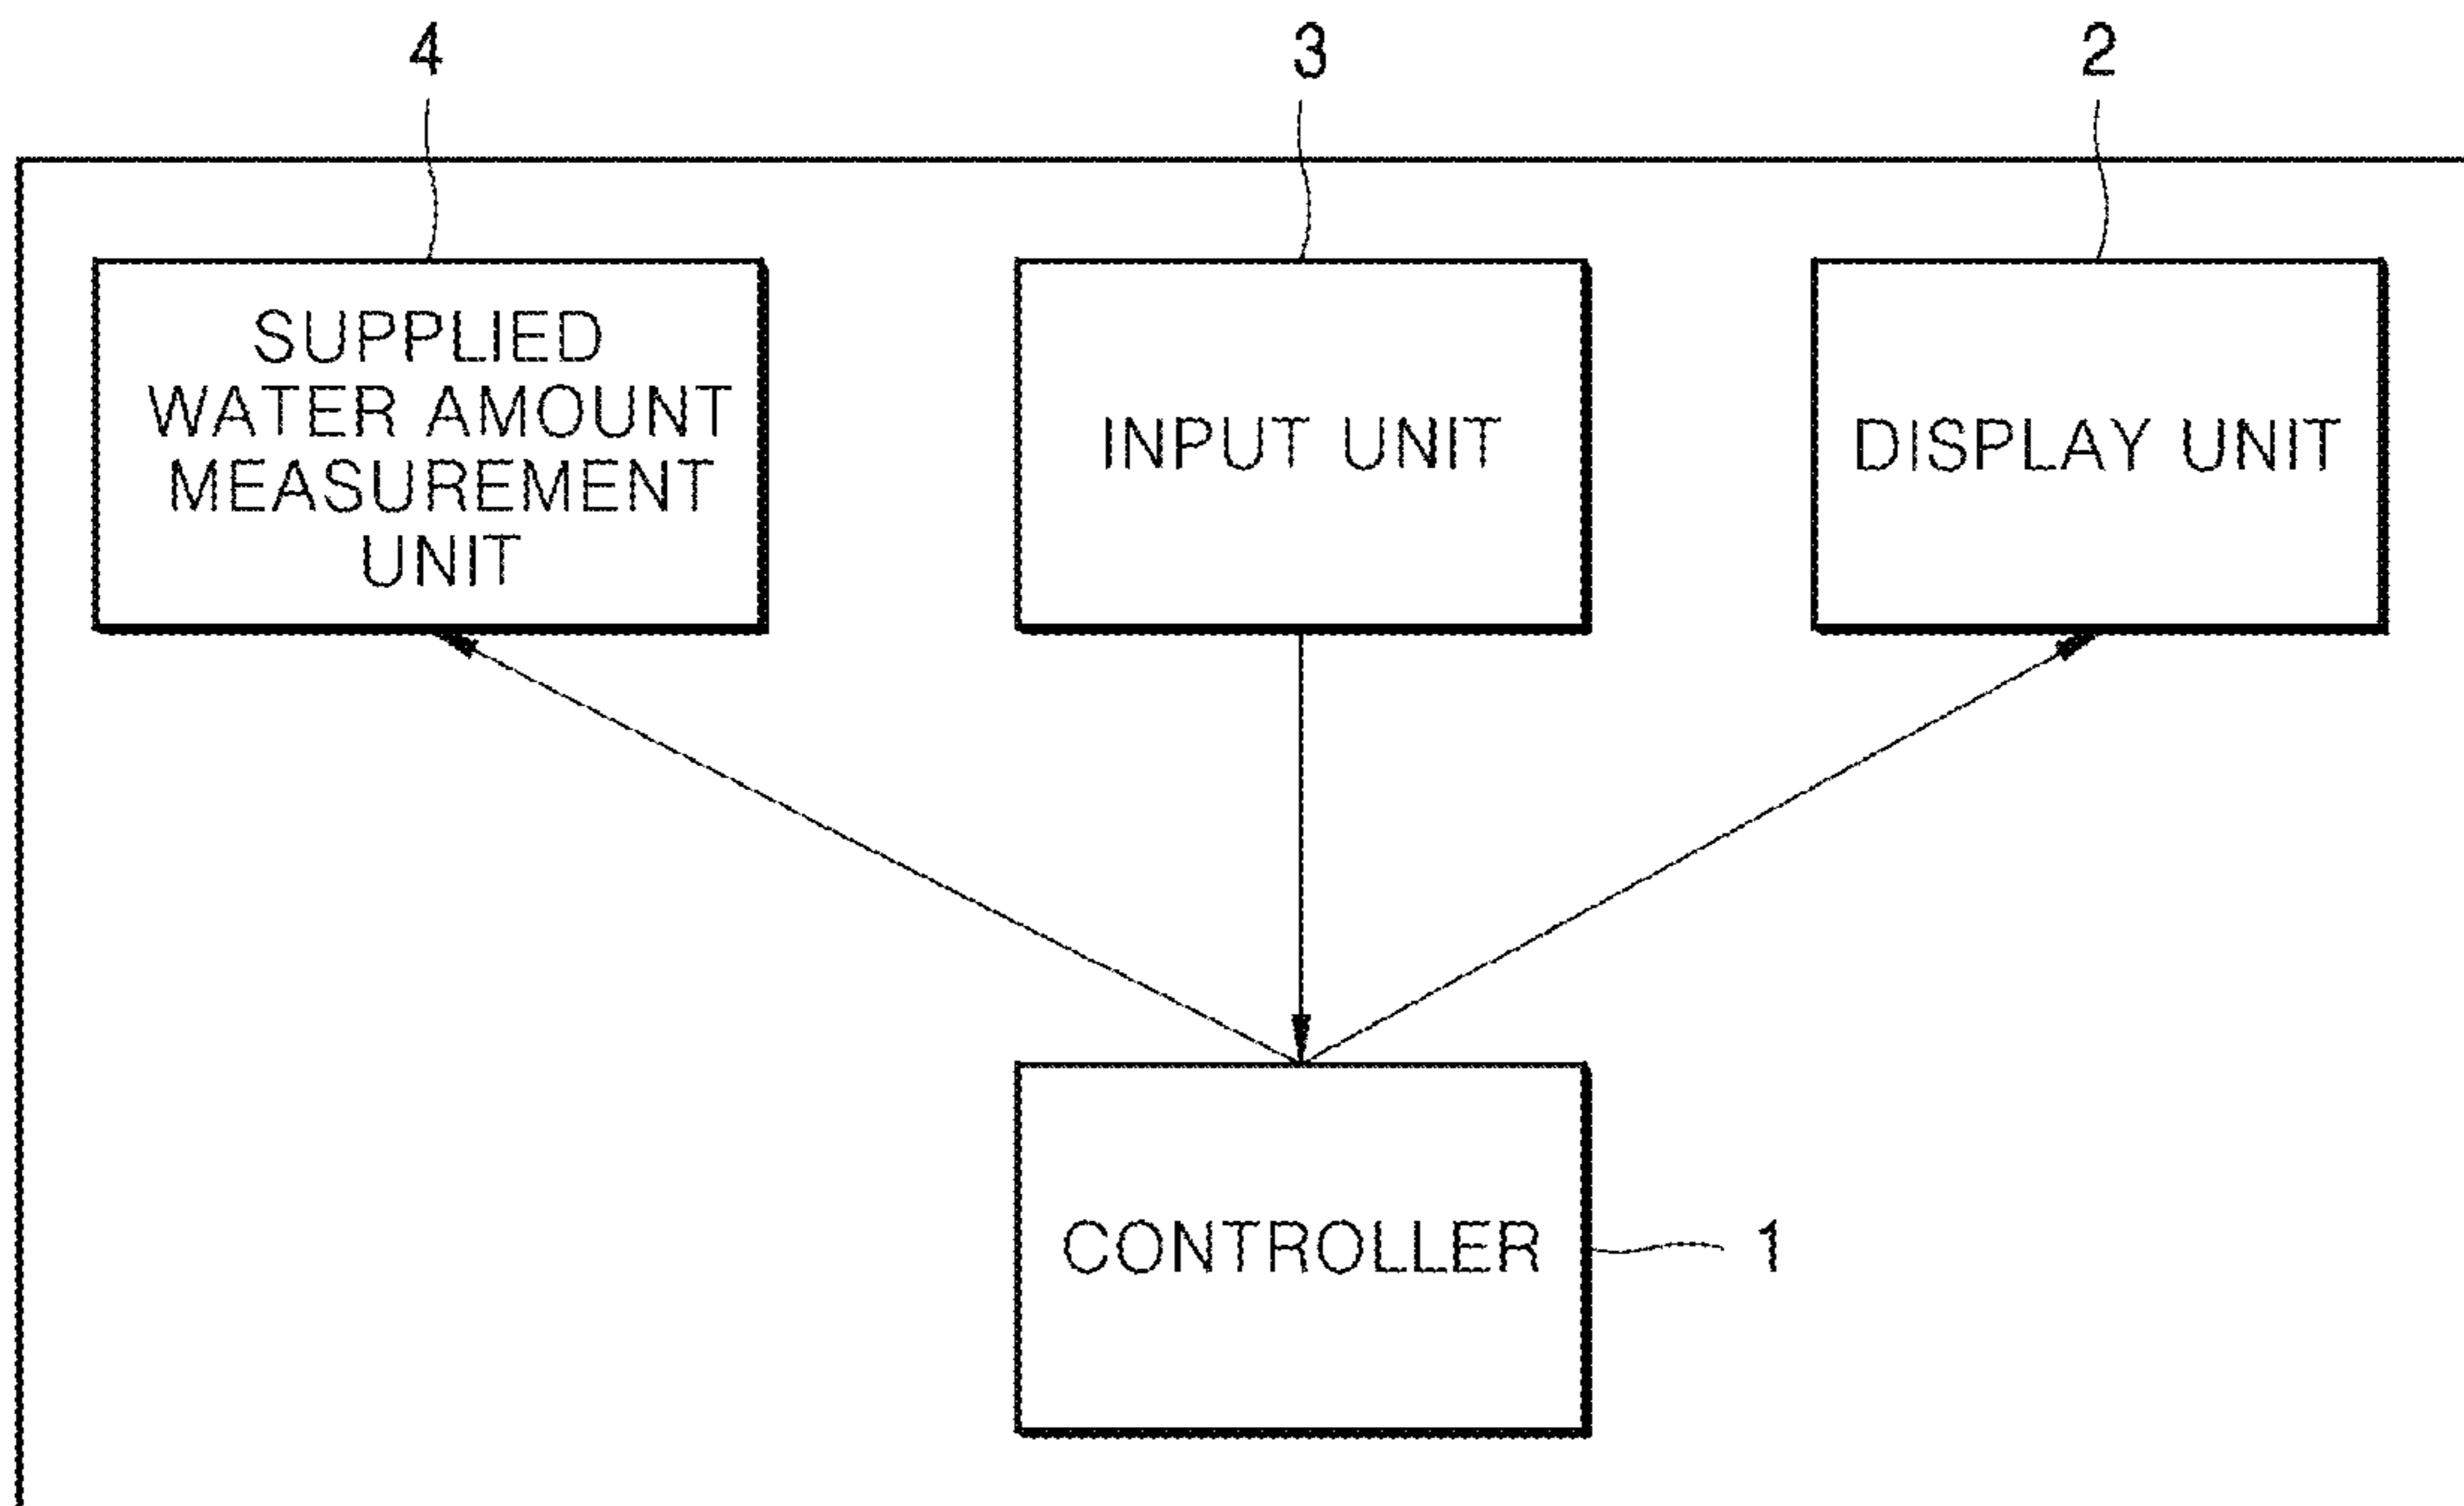 4
3
2
SUPPLIED
WATER AMOUNT
MEASUREMENT
UNIT
INPUT UNIT
DISPLAY UNIT
CONTROLLER
1